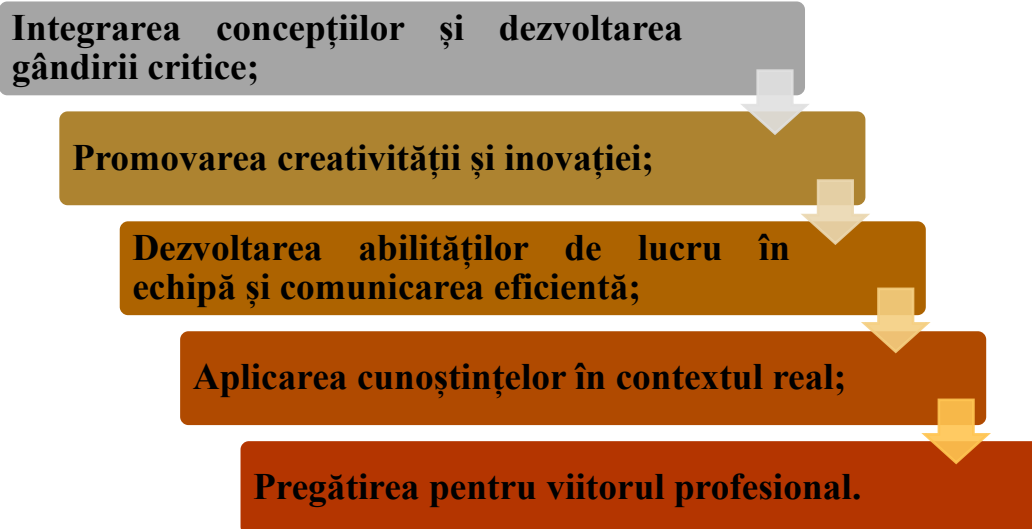 Integrarea concepțiilor și dezvoltarea
gândirii critice;
Promovarea creativității și inovației;
Dezvoltarea abilităților de lucru în
echipă și comunicarea eficientă;
Aplicarea cunoștințelor în contextul real;
Pregătirea pentru viitorul profesional.